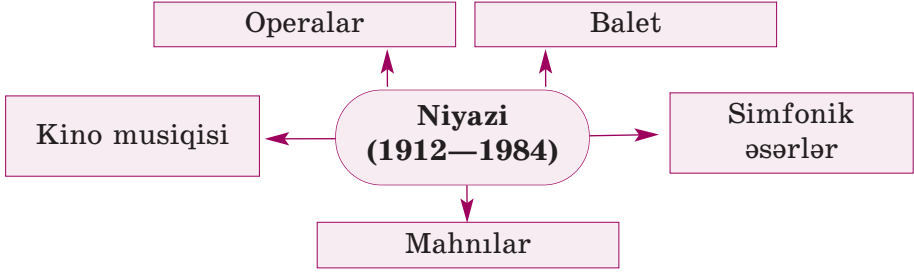 Operalar
Balet
Kino musiqisi
Niyazi
(1912—1984)
Simfonik
əsərlər
Mahnılar